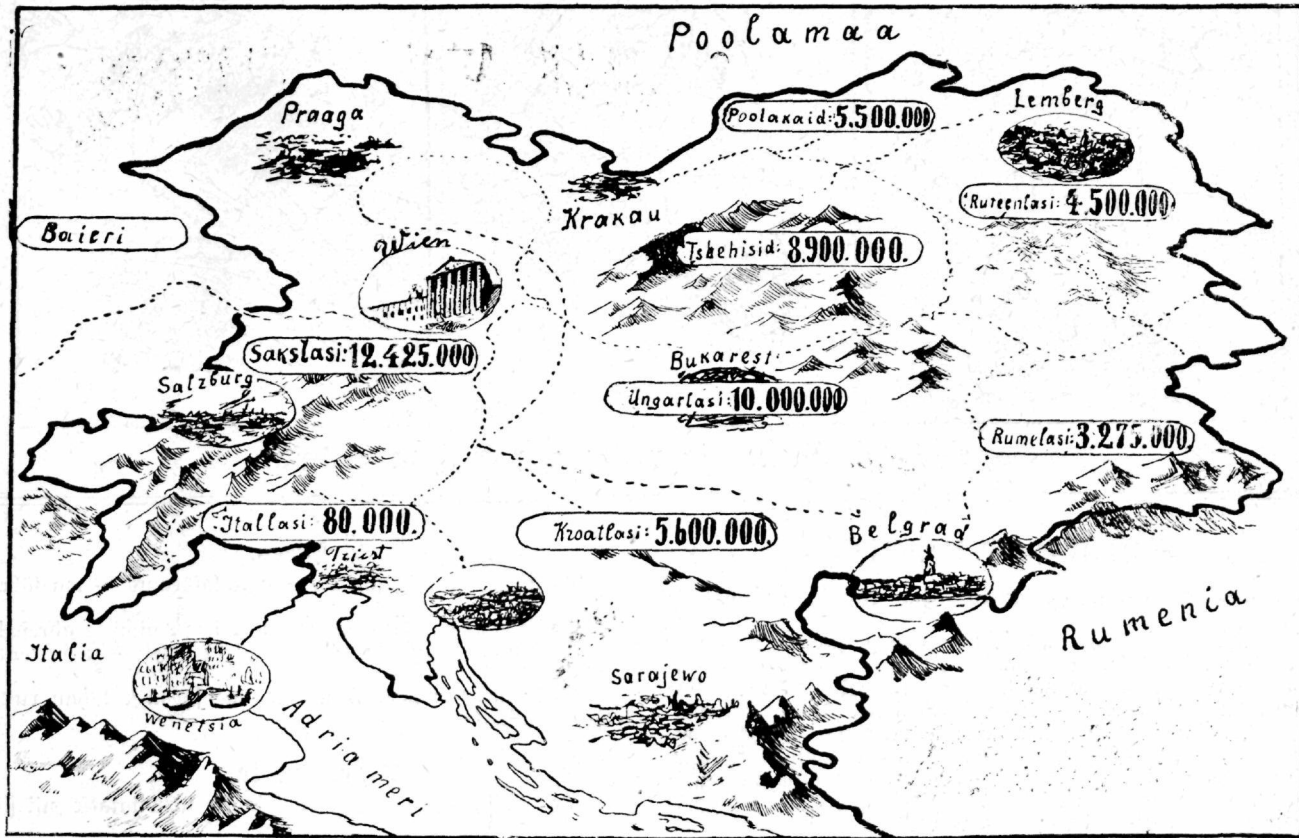 Poolamaa
Praaga
Poolakaid: 5.500.000
Lemberg
Krakau
Ruteenlasi: 4.500.000
Baieri
Wien
Tshehisid: 8.900.000.
Sakslasi: 12.425.000
Bukarest
Salzburg
Ungarlasi: 10.000.000
Rumelasi: 3.275.000
Itallasi: 80.000.
Kroatlasi: 5.600.000
Belgrad
Triest
Rumenia
Italia
Sarajewo
Wenetsia
Adria meri